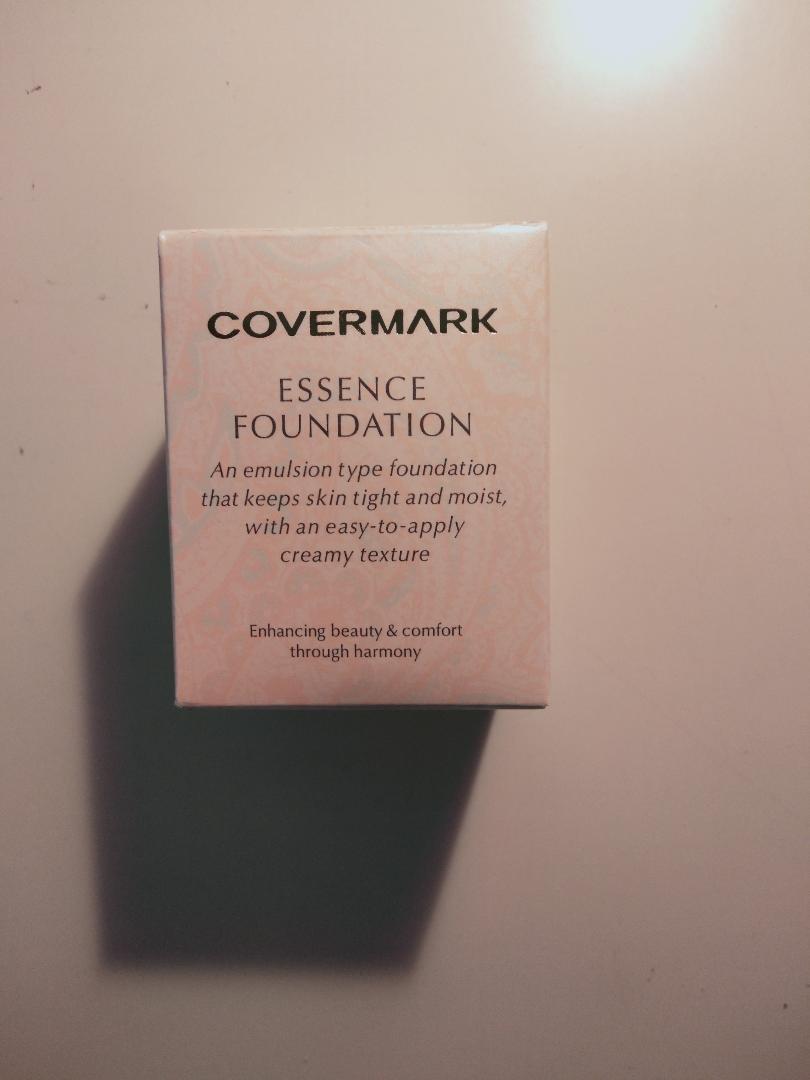 COVERMARK
ESSENCE
FOUNDATION
An emulsion type foundation
that keeps skin tight and moist,
with an easy-to-apply
creamy texture
Enhancing beauty & comfort
through harmony